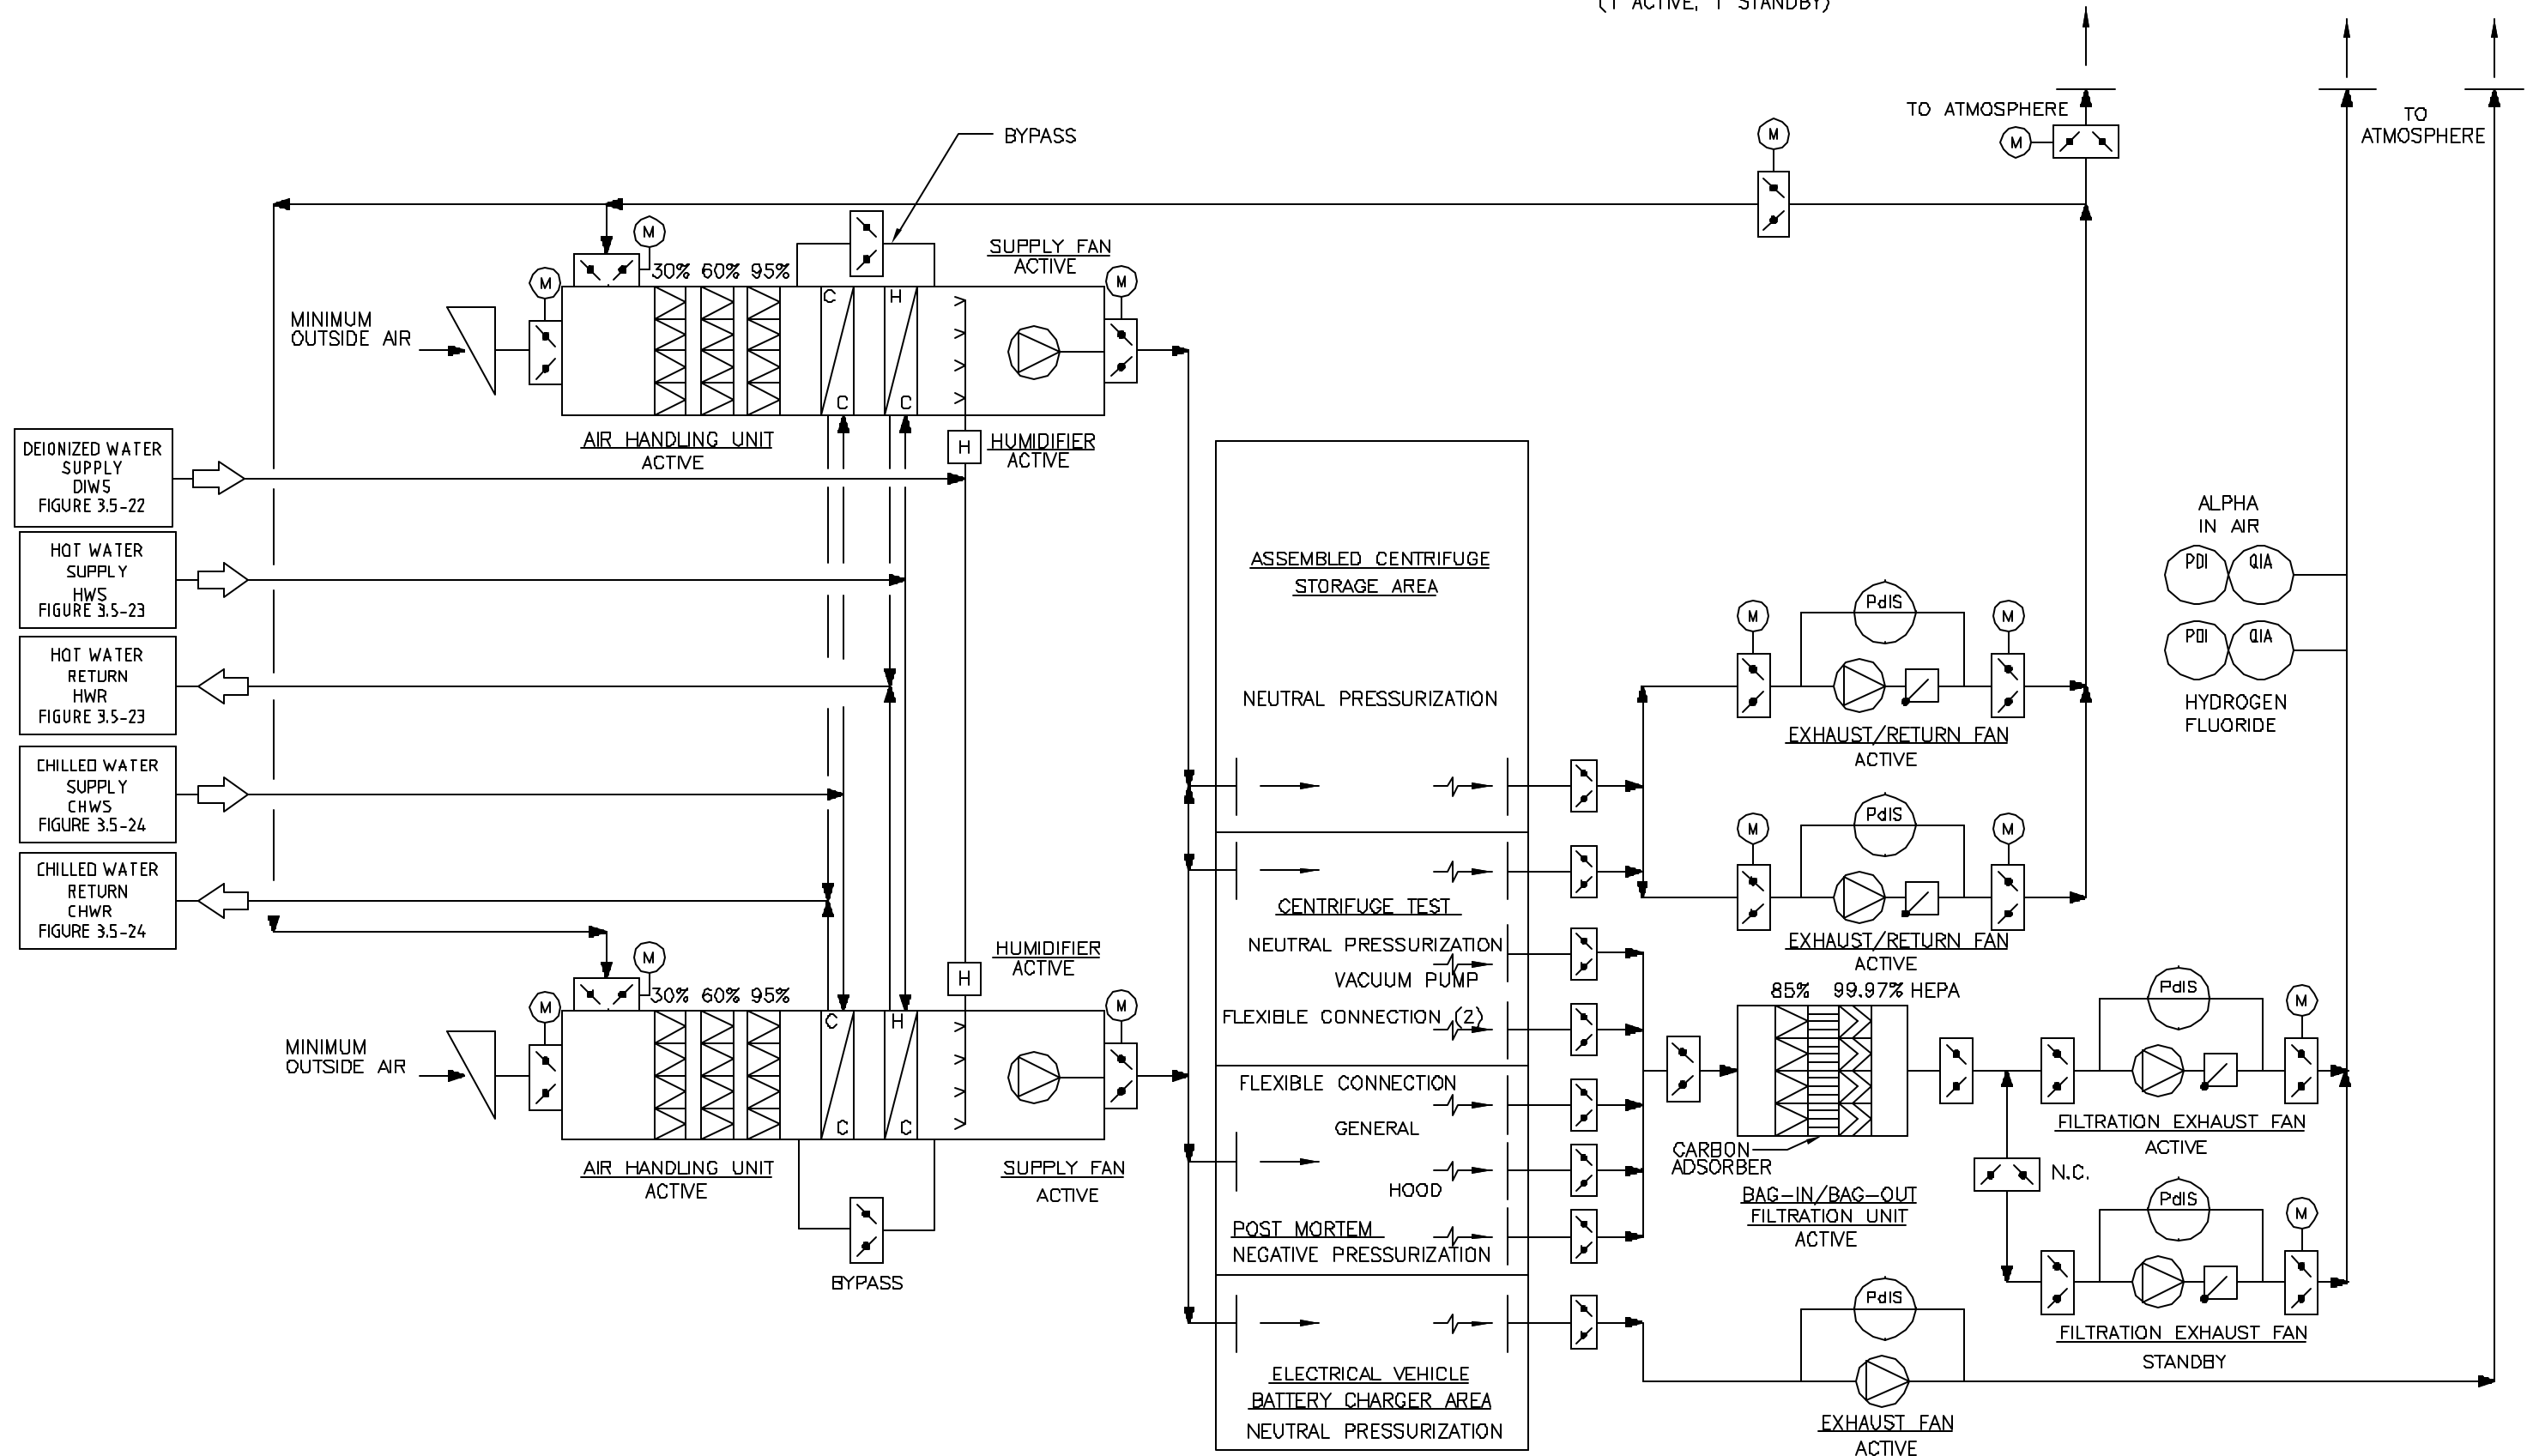 (1 ACTIVE, 1 STANDBY)
TO ATMOSPHERE
M
M
TO
ATMOSPHERE
BYPASS
M
M
30% 60% 95%
SUPPLY FAN
ACTIVE
M
C
H
MINIMUM
OUTSIDE AIR
C
C
AIR HANDLING UNIT
ACTIVE
H
HUMIDIFIER
ACTIVE
DEIONIZED WATER
SUPPLY
DIWS
FIGURE 3.5-22
HOT WATER
SUPPLY
HWS
FIGURE 3.5-23
HOT WATER
RETURN
HWR
FIGURE 3.5-23
CHILLED WATER
SUPPLY
CHWS
FIGURE 3.5-24
CHILLED WATER
RETURN
CHWR
FIGURE 3.5-24
HUMIDIFIER
ACTIVE
H
M
M
30% 60% 95%
M
C
H
MINIMUM
OUTSIDE AIR
C
C
AIR HANDLING UNIT
ACTIVE
SUPPLY FAN
ACTIVE
BYPASS
ASSEMBLED CENTRIFUGE
STORAGE AREA
NEUTRAL PRESSURIZATION
CENTRIFUGE TEST
NEUTRAL PRESSURIZATION
VACUUM PUMP
FLEXIBLE CONNECTION (2)
FLEXIBLE CONNECTION
GENERAL
HOOD
POST MORTEM
NEGATIVE PRESSURIZATION
ELECTRICAL VEHICLE
BATTERY CHARGER AREA
NEUTRAL PRESSURIZATION
M
PdIS
M
EXHAUST/RETURN FAN
ACTIVE
M
PdIS
M
EXHAUST/RETURN FAN
ACTIVE
ALPHA
IN AIR
PDI QIA
PDI QIA
HYDROGEN
FLUORIDE
85% 99.97% HEPA
CARBON
ADSORBER
BAG-IN/BAG-OUT
FILTRATION UNIT
ACTIVE
PdIS
M
FILTRATION EXHAUST FAN
ACTIVE
N.C.
PdIS
M
FILTRATION EXHAUST FAN
STANDBY
PdIS
EXHAUST FAN
ACTIVE